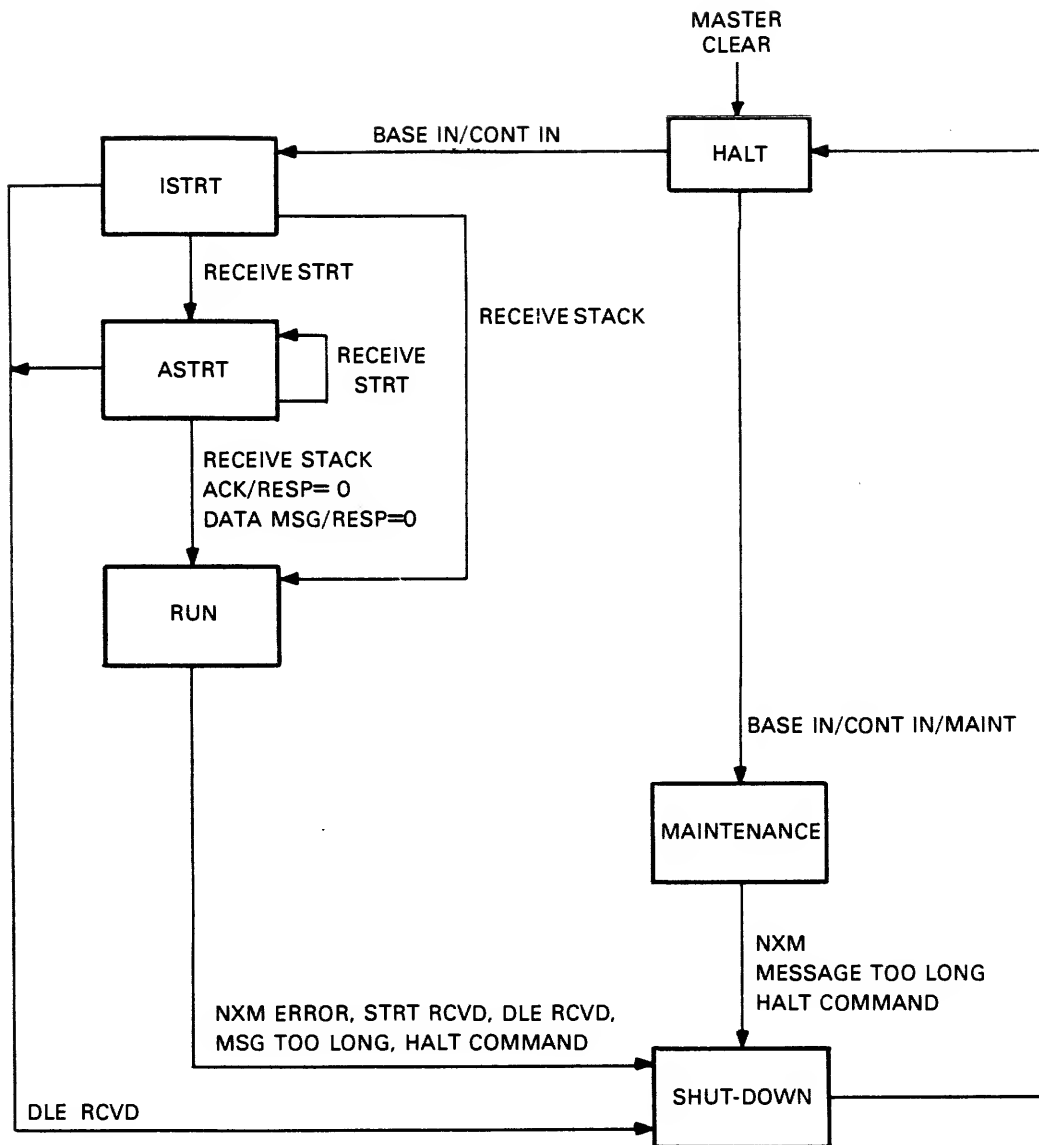 MASTER
CLEAR
BASE IN/CONT IN
HALT
ISTRT
RECEIVE STRT
RECEIVE STACK
ASTRT
RECEIVE
STRT
RECEIVE STACK
ACK/RESP= 0
DATA MSG/RESP=0
RUN
BASE IN/CONT IN/MAINT
MAINTENANCE
NXM
MESSAGE TOO LONG
HALT COMMAND
NXM ERROR, STRT RCVD, DLE RCVD,
MSG TOO LONG, HALT COMMAND
SHUT-DOWN
DLE RCVD